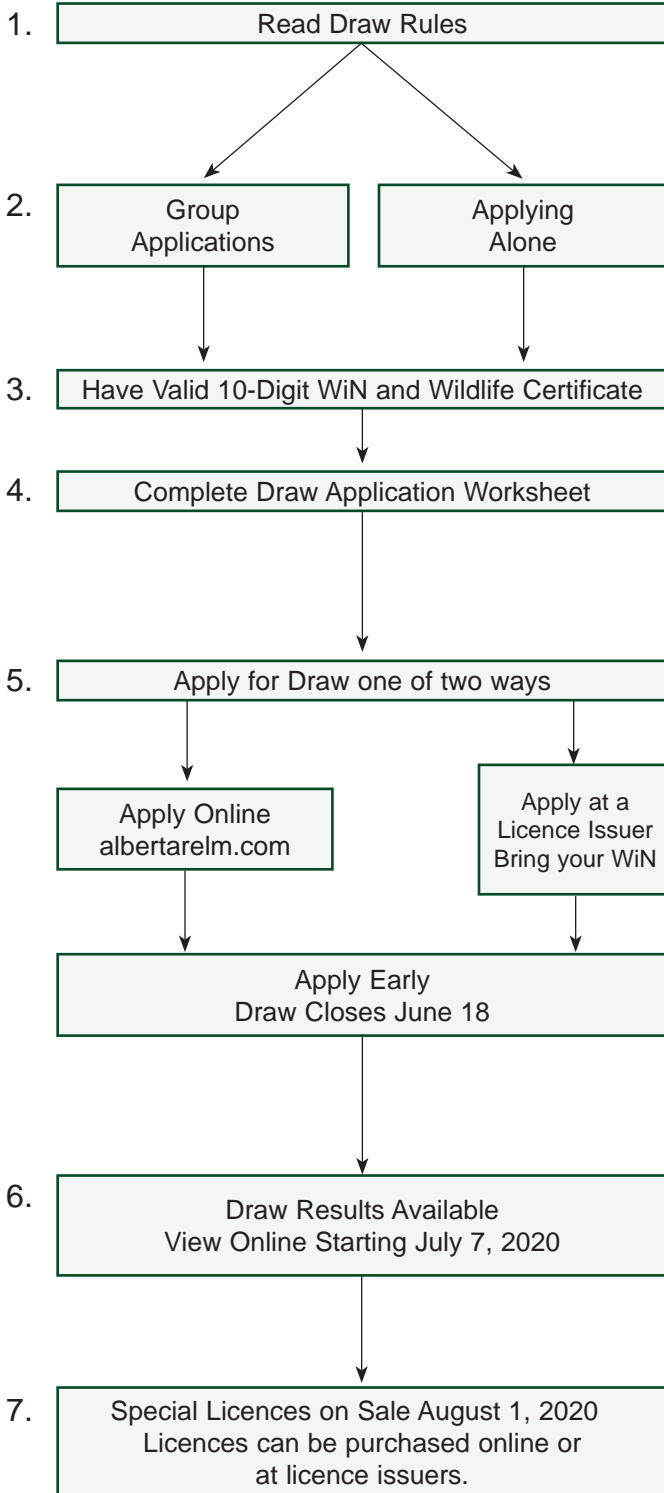 1. Read Draw Rules
2. Group
Applications
Applying
Alone
3. Have Valid 10-Digit WiN and Wildlife Certificate
4. Complete Draw Application Worksheet
5. Apply for Draw one of two ways
Apply Online
albertarelm.com
Apply at a
Licence Issuer
Bring your WiN
Apply Early
Draw Closes June 18
6. Draw Results Available
View Online Starting July 7, 2020
7. Special Licences on Sale August 1, 2020
Licences can be purchased online or
at licence issuers.